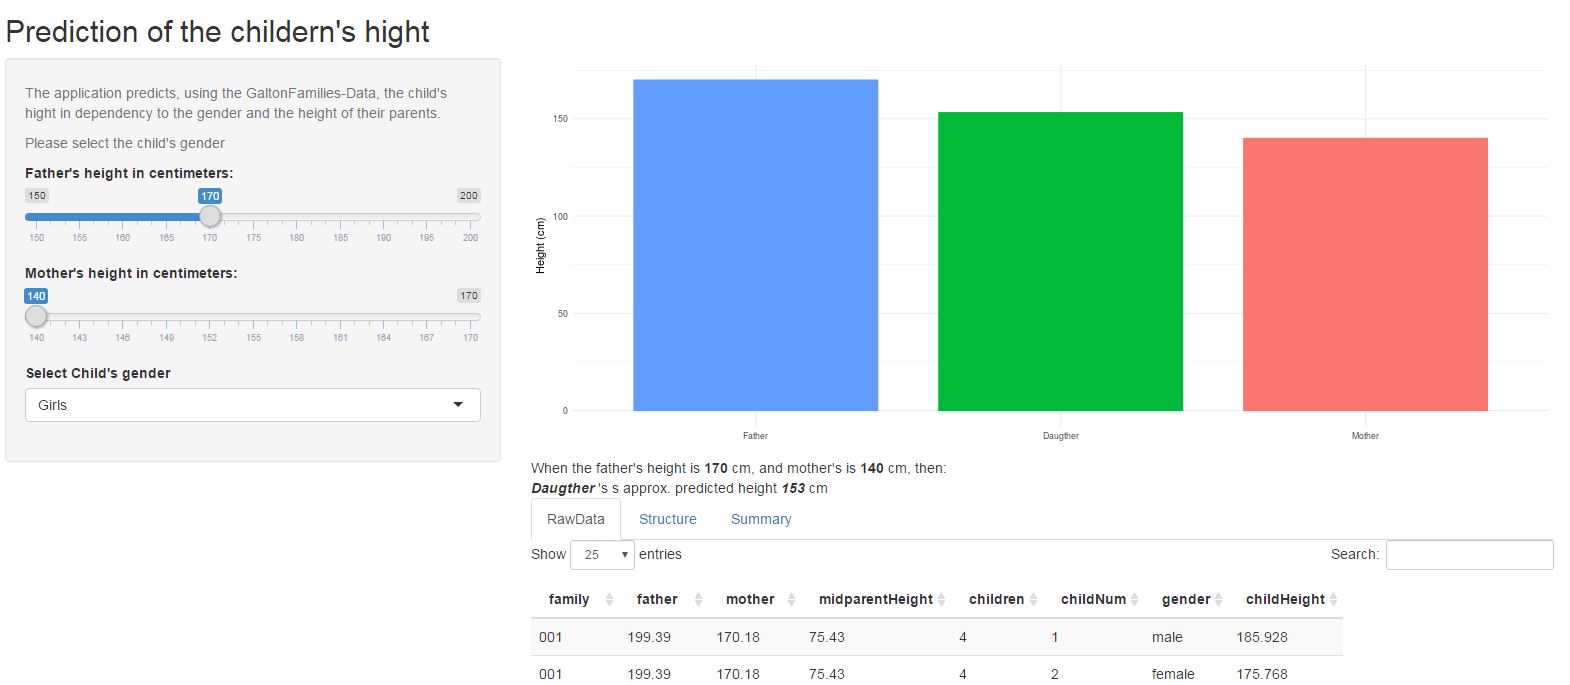 Prediction of the childern's hight
The application predicts, using the GaltonFamilies-Data, the child's
hight in dependency to the gender and the height of their parents.
Please select the child's gender
Father's height in centimeters:
150 170 200
150 155 160 165 170 175 180 185 190 195 200
Mother's height in centimeters:
140 170
140 143 146 149 152 155 158 161 164 167 170
Select Child's gender
Girls
Height (cm)
150
100
50
0
Father Daugther Mother
When the father's height is 170 cm, and mother's is 140 cm, then:
Daugther 's s approx. predicted height 153 cm
RawData Structure Summary
Show 25 entries Search:
family father mother midparentHeight children childNum gender childHeight
001 199.39 170.18 75.43 4 1 male 185.928
001 199.39 170.18 75.43 4 2 female 175.768